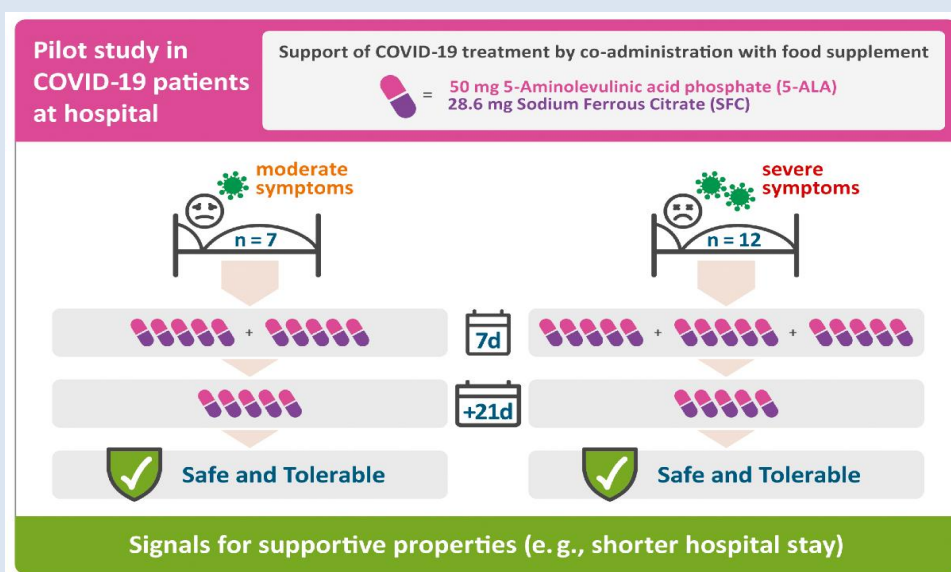 Pilot study in
COVID-19 patients
at hospital
Support of COVID-19 treatment by co-administration with food supplement
= 50 mg 5-Aminolevulinic acid phosphate (5-ALA)
28.6 mg Sodium Ferrous Citrate (SFC)
moderate
symptoms
n = 7
severe
symptoms
n = 12
+
7d
+ +
+21d
Safe and Tolerable
Safe and Tolerable
Signals for supportive properties (e. g., shorter hospital stay)